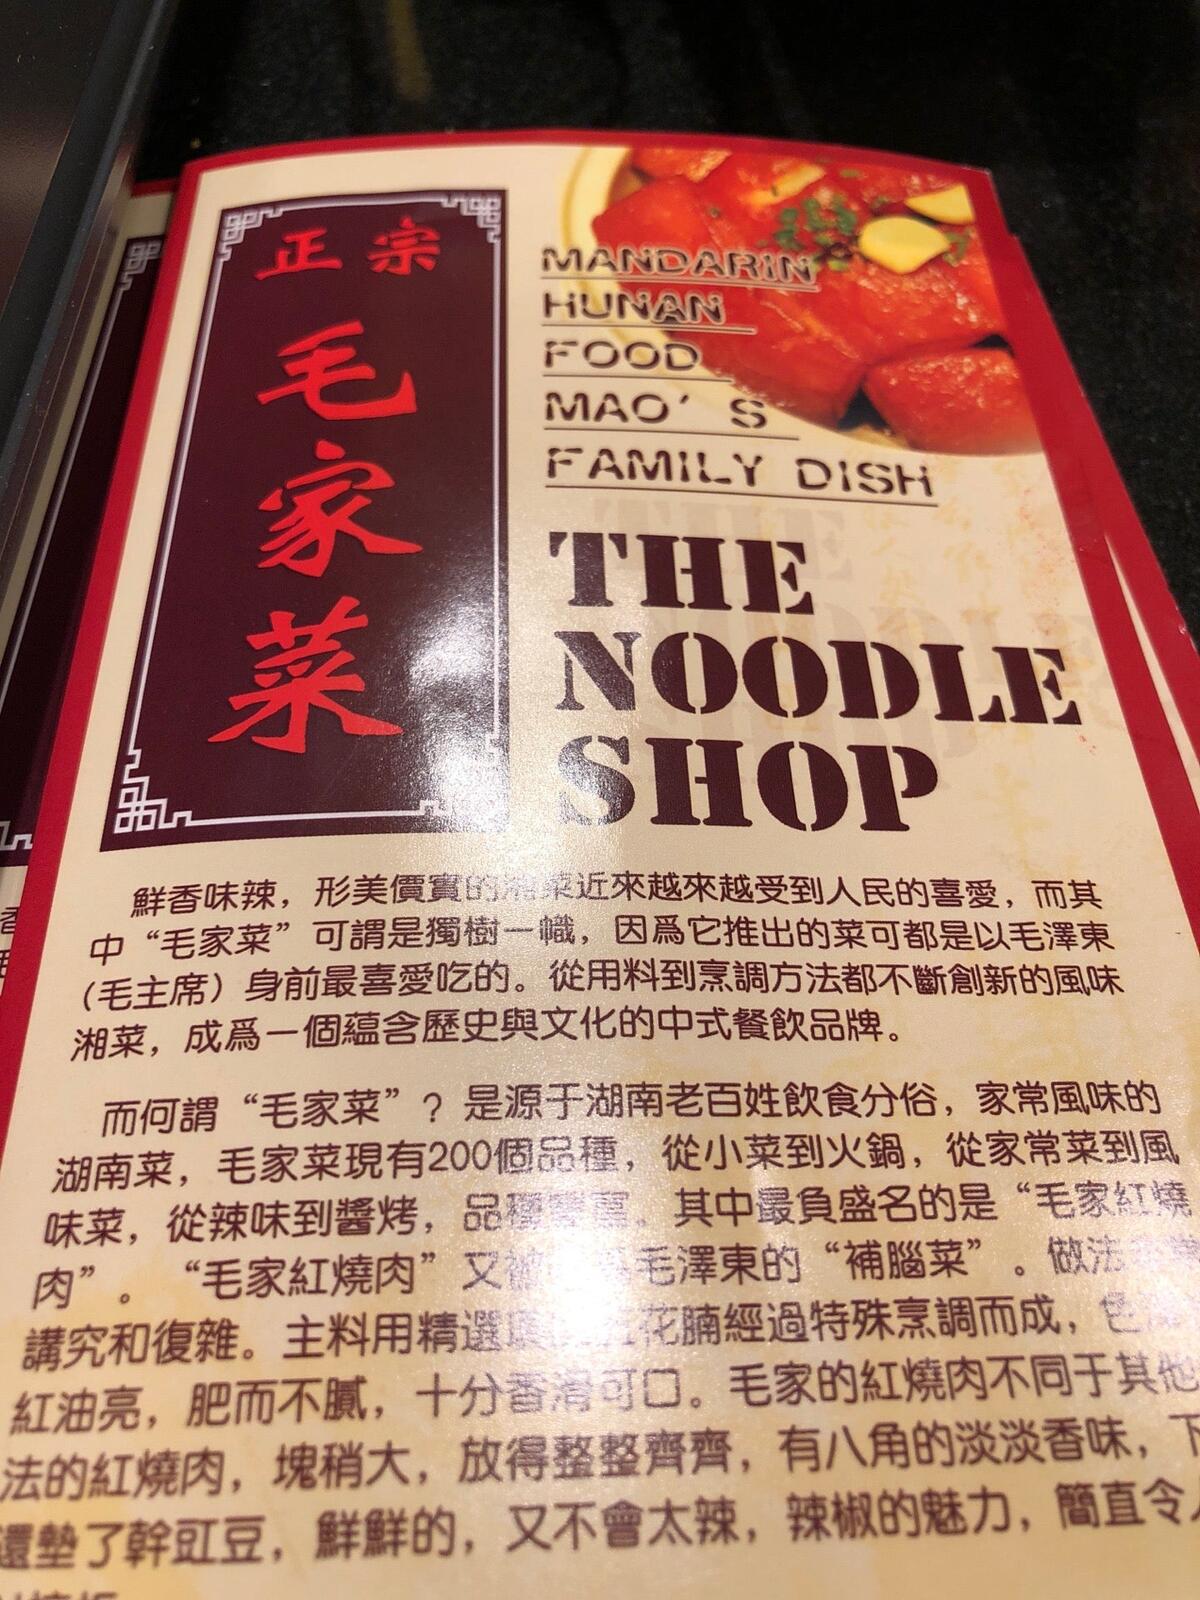 正宗
毛家菜
MANDARIN
HUNAN
FOOD
MAO'S
FAMILY DISH
THE
NOODLE
SHOP
鮮香味辣，形美價實的湘菜近來越來越受到人民的喜愛，而其
中“毛家菜”可謂是獨樹一幟，因爲它推出的菜可都是以毛澤東
(毛主席）身前最喜愛吃的。從用料到烹調方法都不斷創新的風味
湘菜，成爲一個蘊含歷史與文化的中式餐飲品牌。
而何謂“毛家菜”？是源于湖南老百姓飲食分俗，家常風味的
湖南菜，毛家菜現有200個品種，從小菜到火鍋，從家常菜到風
味菜，從辣味到醬烤，品種豐富。其中最負盛名的是“毛家紅燒
肉”。 “毛家紅燒肉”又被 毛澤東的“補腦菜”。做法
講究和復雜。主料用精選 花腩經過特殊烹調而成，色
紅油亮，肥而不膩，十分香滑可口。毛家的紅燒肉不同于其他
法的紅燒肉，塊稍大，放得整整齊齊，有八角的淡淡香味，下
還墊了幹豇豆，鮮鮮的，又不會太辣，辣椒的魅力，簡直令人